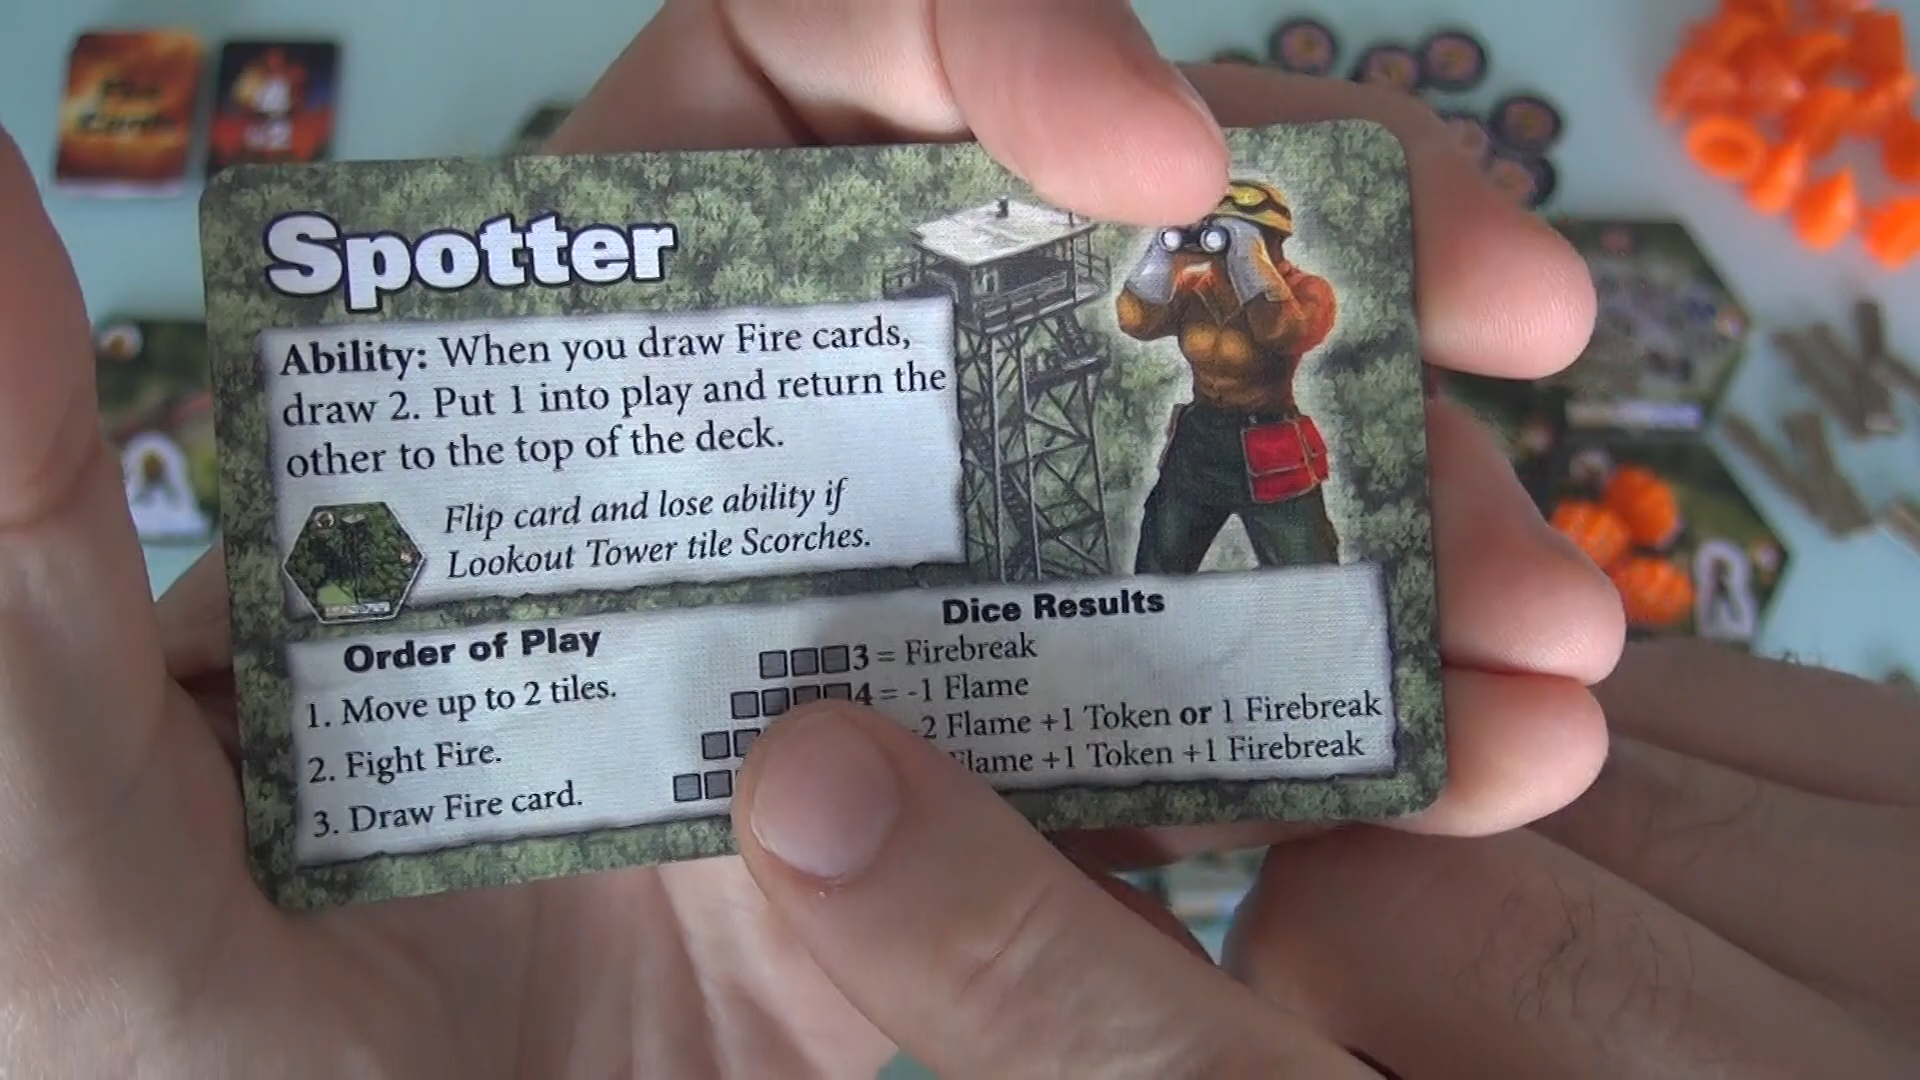 Spotter
Ability: When you draw Fire cards,
draw 2. Put 1 into play and return the
other to the top of the deck.
Flip card and lose ability if
Lookout Tower tile Scorches.
Order of Play
1. Move up to 2 tiles.
2. Fight Fire.
3. Draw Fire card.
Dice Results
3 = Firebreak
4 = -1 Flame
-2 Flame +1 Token or 1 Firebreak
+1 Token +1 Firebreak